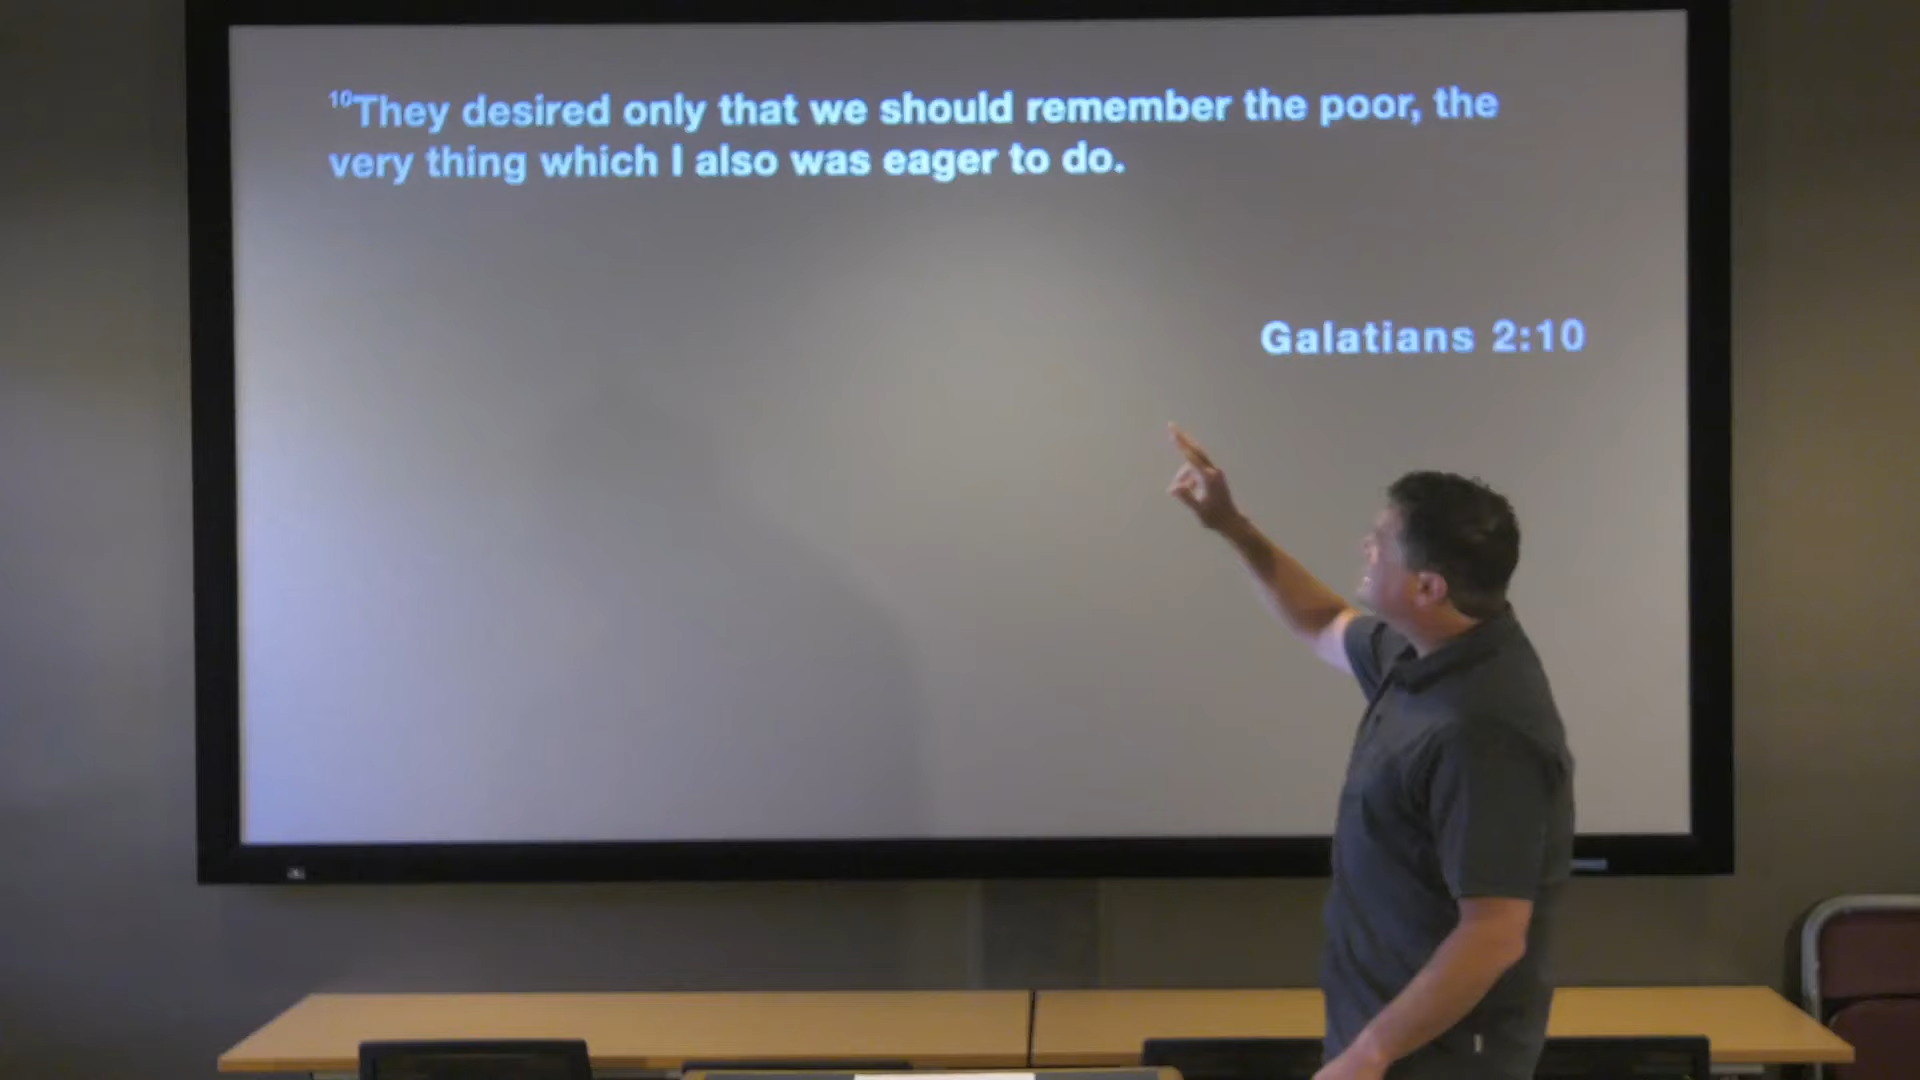 ¹⁰They desired only that we should remember the poor, the
very thing which I also was eager to do.
Galatians 2:10